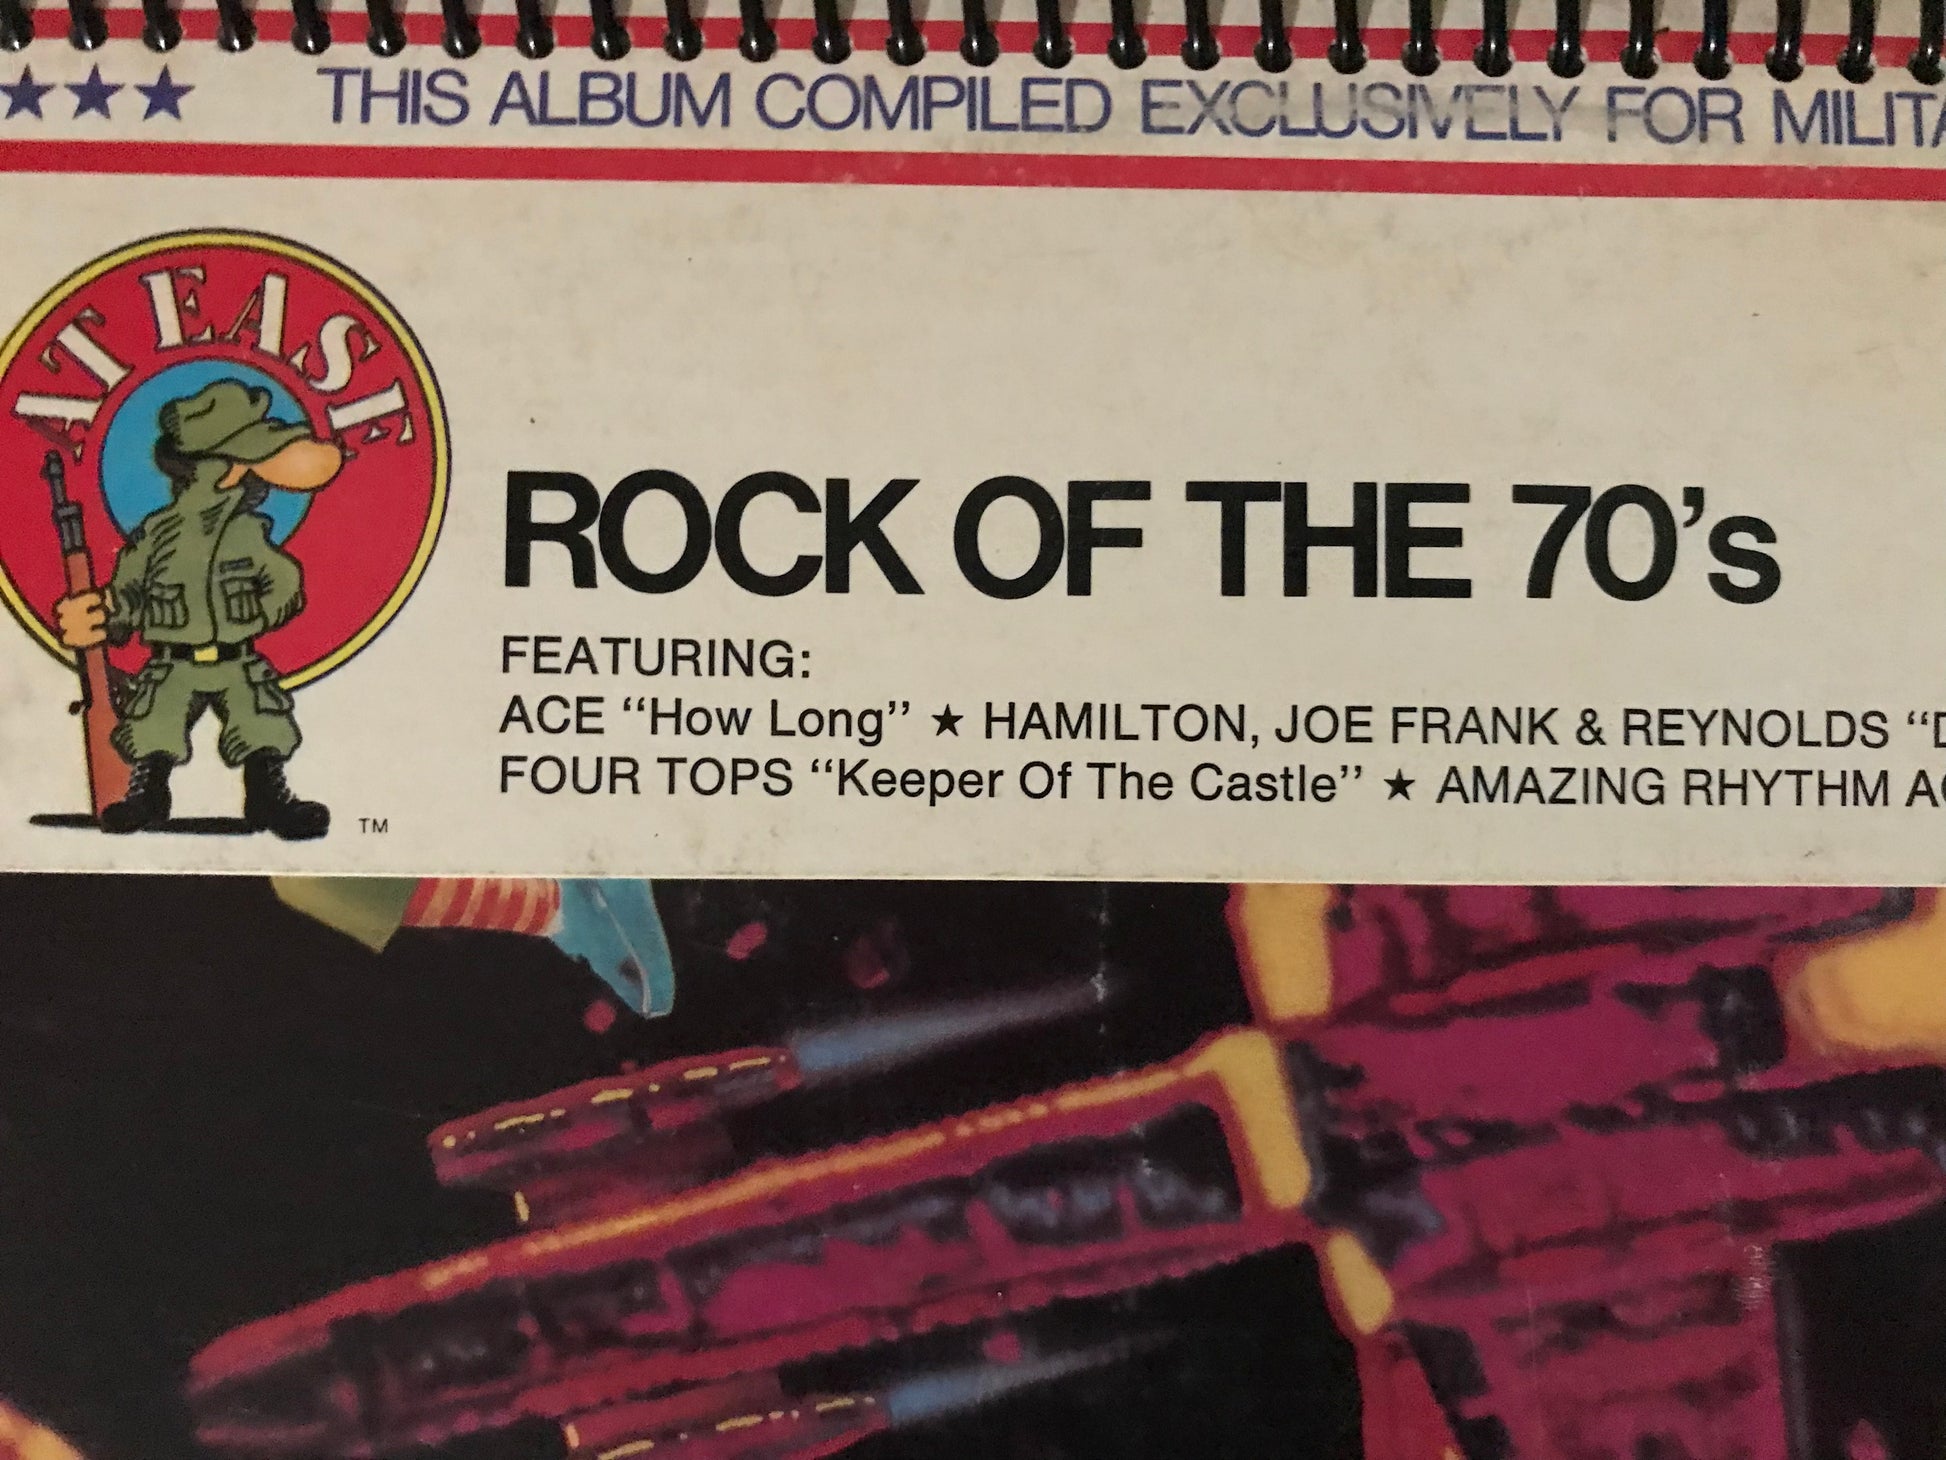 ★★★ THIS ALBUM COMPILED EXCLUSIVELY FOR
AT EASE
ROCK OF THE 70's
FEATURING:
ACE “How Long” ★ HAMILTON, JOE FRANK & REYNOLDS
FOUR TOPS “Keeper Of The Castle” ★ AMAZING RHYTHM
TM